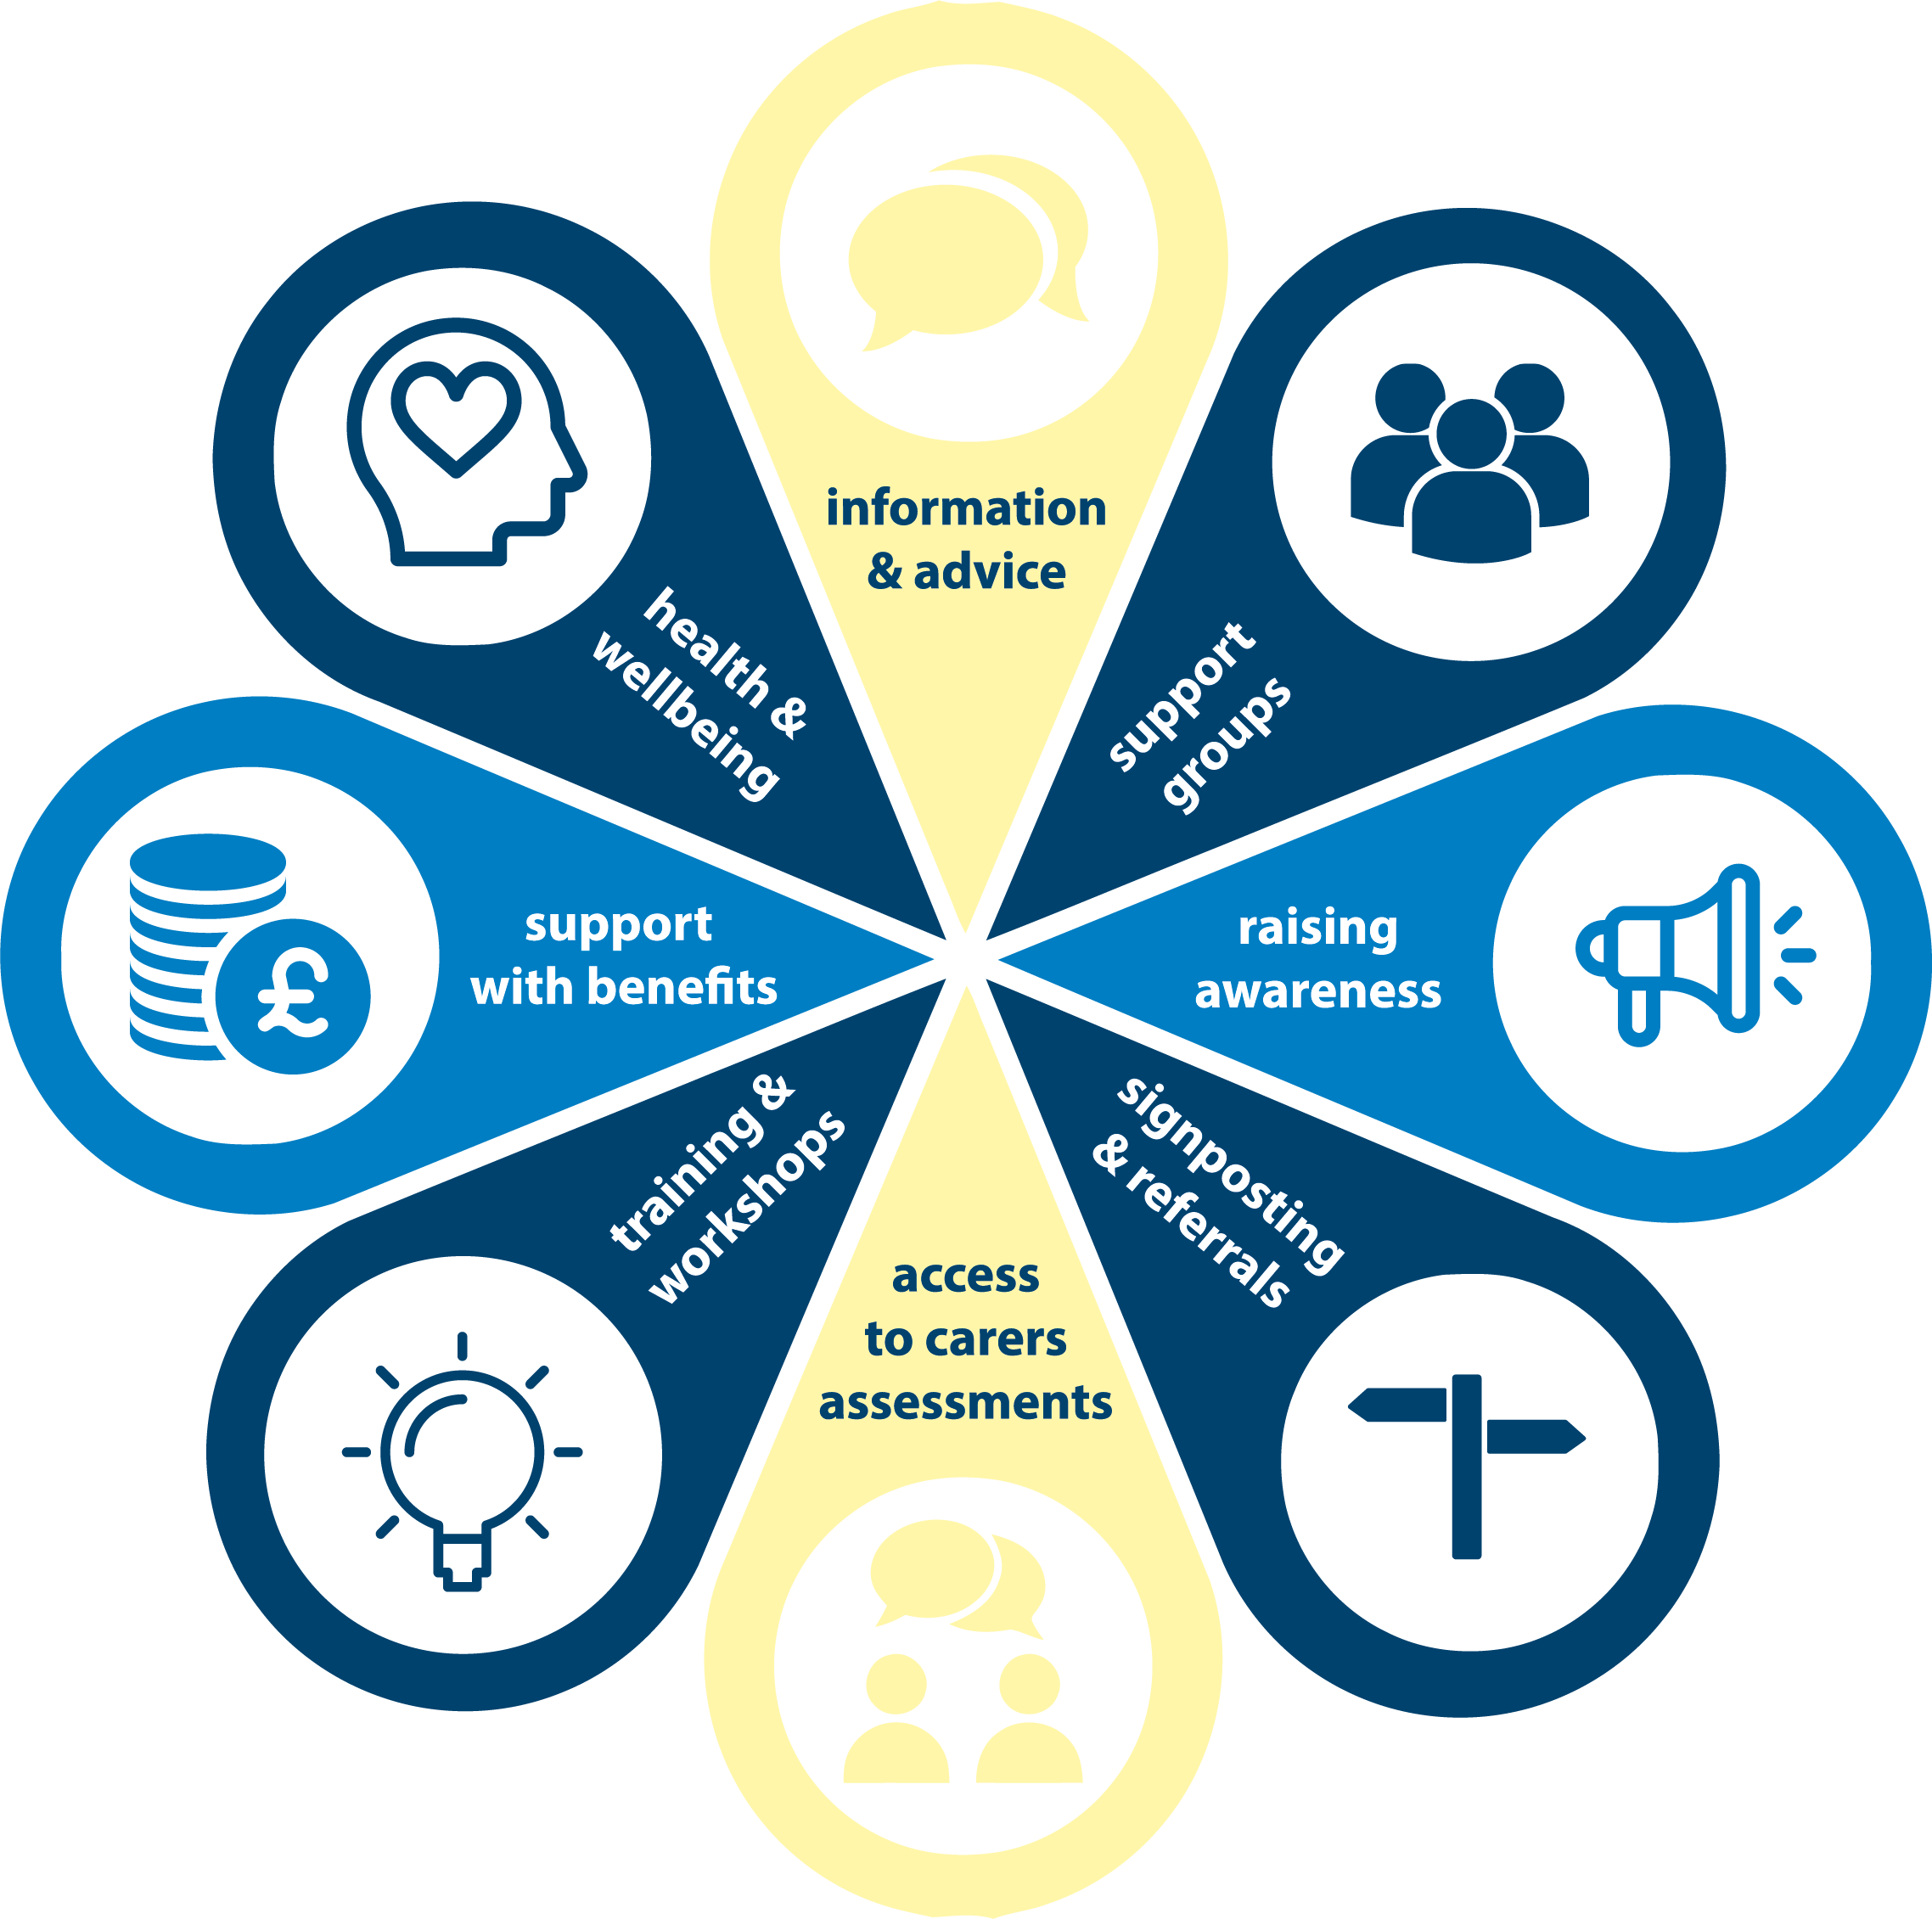 information
& advice
support
groups
raising
awareness
signposting
& referrals
access
to carers
assessments
training &
workshops
support
with benefits
health &
wellbeing